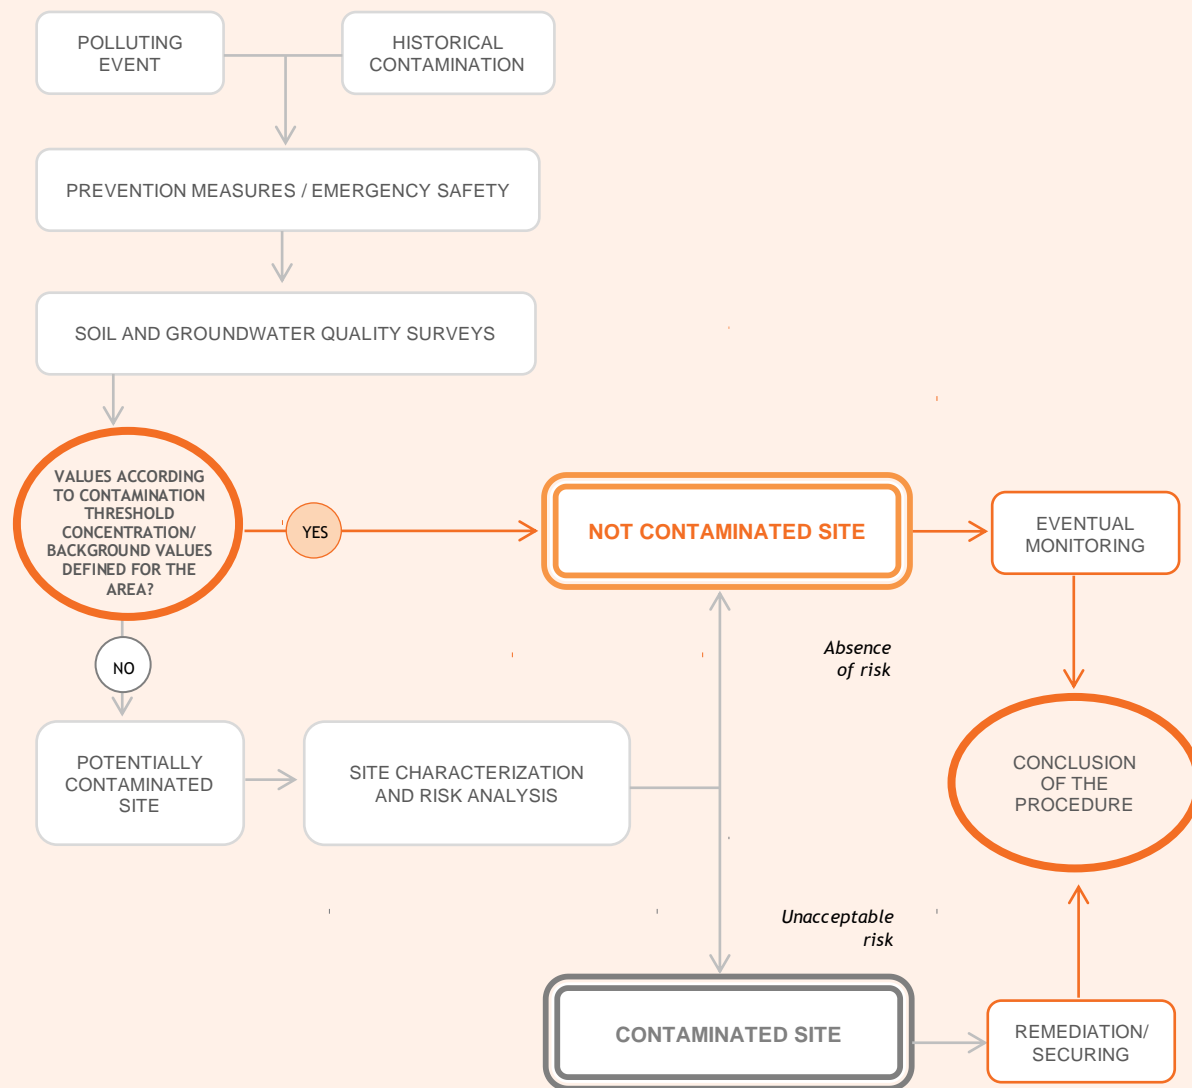 POLLUTING
EVENT
HISTORICAL
CONTAMINATION
PREVENTION MEASURES / EMERGENCY SAFETY
SOIL AND GROUNDWATER QUALITY SURVEYS
VALUES ACCORDING
TO CONTAMINATION
THRESHOLD
CONCENTRATION/
BACKGROUND VALUES
DEFINED FOR THE
AREA?
YES
NOT CONTAMINATED SITE
EVENTUAL
MONITORING
NO
Absence
of risk
POTENTIALLY
CONTAMINATED
SITE
SITE CHARACTERIZATION
AND RISK ANALYSIS
CONCLUSION
OF THE
PROCEDURE
Unacceptable
risk
CONTAMINATED SITE
REMEDIATION/
SECURING